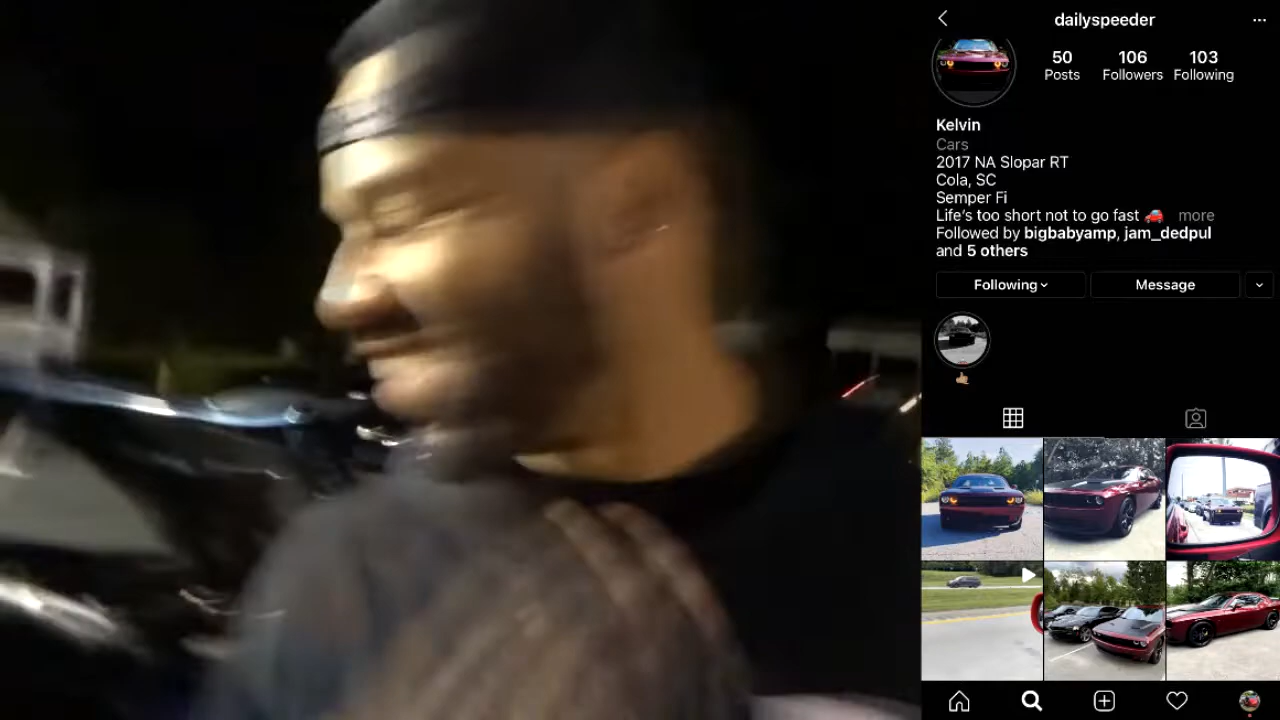 dailyspeeder
50 106 103
Posts Followers Following
Kelvin
Cars
2017 NA Slopar RT
Cola, SC
Semper Fi
Life's too short not to go fast 🚗 more
Followed by bigbabyamp, jam_dedpul
and 5 others
Following Message
🤙🏼